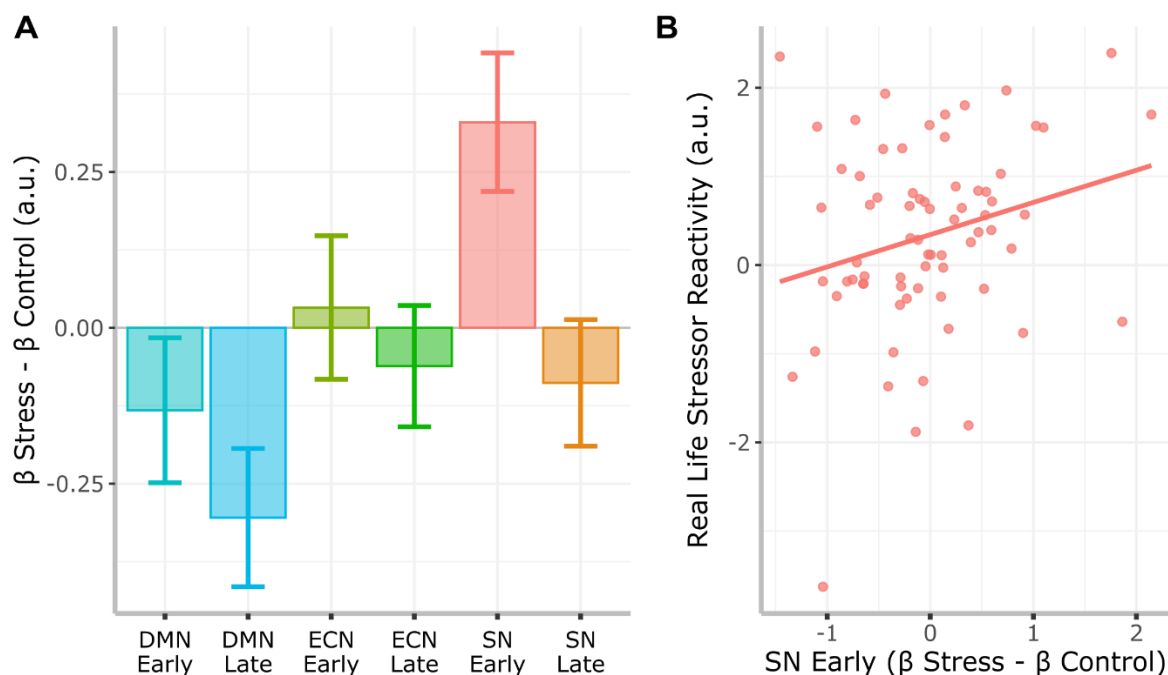 A
β Stress - β Control (a.u.)
0.25
0.00
-0.25
DMN Early
DMN Late
ECN Early
ECN Late
SN Early
SN Late
B
Real Life Stressor Reactivity (a.u.)
2
0
-2
-1
0
1
2
SN Early (β Stress - β Control)